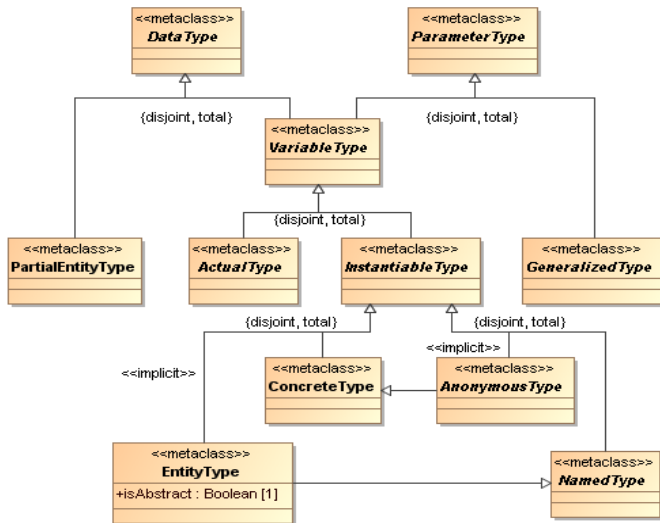 <<metaclass>>
DataType
<<metaclass>>
ParameterType
{disjoint, total}
{disjoint, total}
<<metaclass>>
VariableType
{disjoint, total}
<<metaclass>>
PartialEntityType
<<metaclass>>
ActualType
<<metaclass>>
InstantiableType
<<metaclass>>
GeneralizedType
{disjoint, total}
{disjoint, total}
<<implicit>>
<<implicit>>
<<metaclass>>
ConcreteType
<<metaclass>>
AnonymousType
<<metaclass>>
EntityType
+isAbstract : Boolean [1]
<<metaclass>>
NamedType